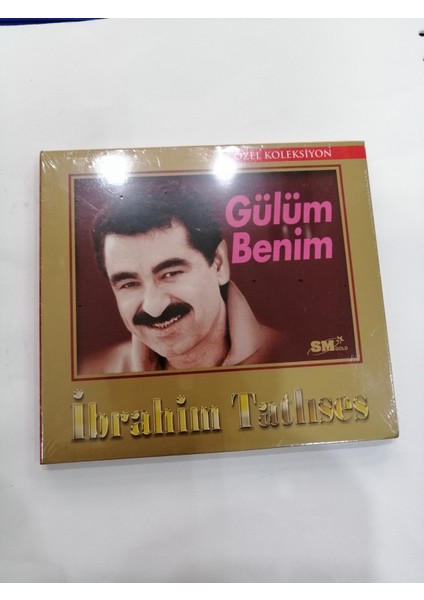 ÖZEL KOLEKSİYON
Gülüm
Benim
SM
GOLD
İbrahim Tatlıses